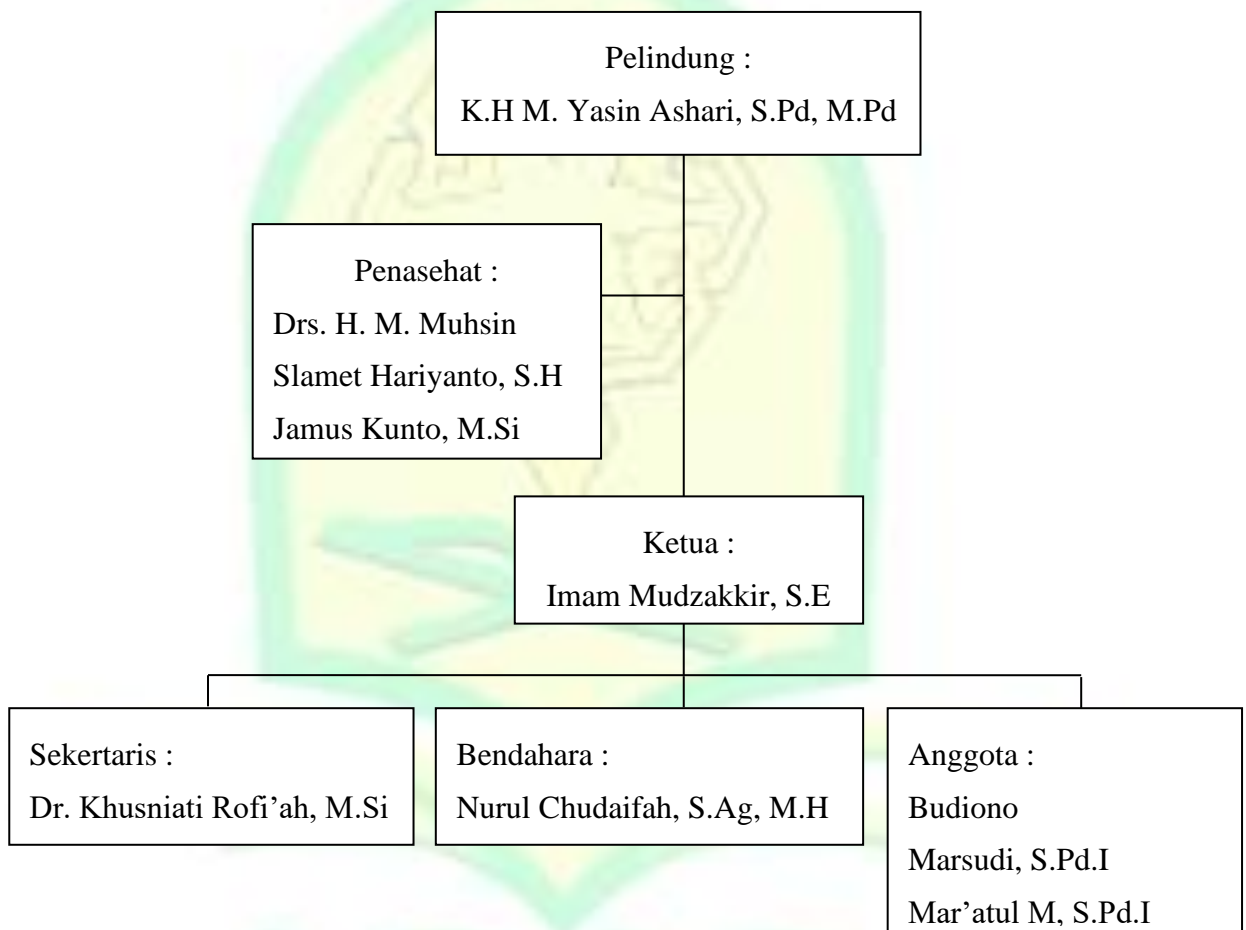 Pelindung :
K.H M. Yasin Ashari, S.Pd, M.Pd
Penasehat :
Drs. H. M. Muhsin
Slamet Hariyanto, S.H
Jamus Kunto, M.Si
Ketua :
Imam Mudzakkir, S.E
Sekertaris :
Dr. Khusniati Rofi’ah, M.Si
Bendahara :
Nurul Chudaifah, S.Ag, M.H
Anggota :
Budiono
Marsudi, S.Pd.I
Mar’atul M, S.Pd.I